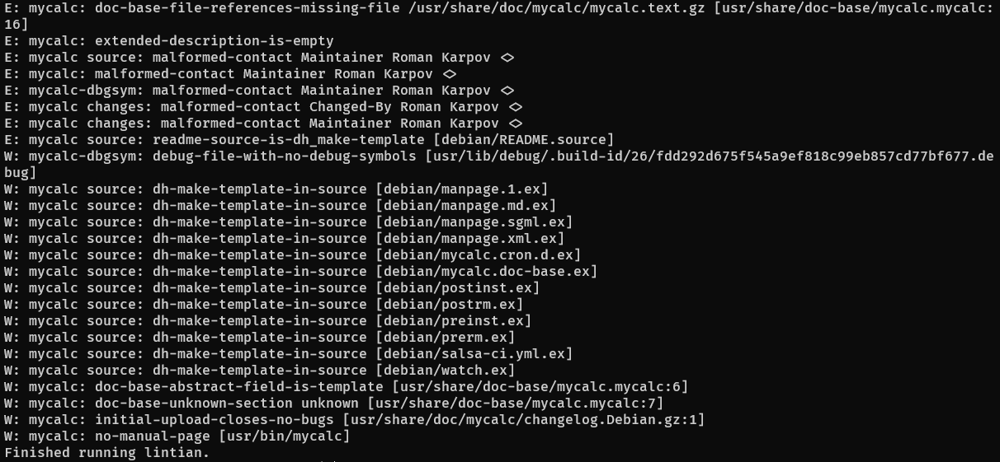 E: mycalc: doc-base-file-references-missing-file /usr/share/doc/mycalc/mycalc.text.gz [usr/share/doc-base/mycalc.mycalc:
16]
E: mycalc: extended-description-is-empty
E: mycalc source: malformed-contact Maintainer Roman Karpov <>
E: mycalc: malformed-contact Maintainer Roman Karpov <>
E: mycalc-dbgsym: malformed-contact Maintainer Roman Karpov <>
E: mycalc changes: malformed-contact Changed-By Roman Karpov <>
E: mycalc changes: malformed-contact Maintainer Roman Karpov <>
E: mycalc source: readme-source-is-dh_make-template [debian/README.source]
W: mycalc-dbgsym: debug-file-with-no-debug-symbols [usr/lib/debug/.build-id/26/fdd292d675f545a9ef818c99eb857cd77bf677.de
bug]
W: mycalc source: dh-make-template-in-source [debian/manpage.1.ex]
W: mycalc source: dh-make-template-in-source [debian/manpage.md.ex]
W: mycalc source: dh-make-template-in-source [debian/manpage.sgml.ex]
W: mycalc source: dh-make-template-in-source [debian/manpage.xml.ex]
W: mycalc source: dh-make-template-in-source [debian/mycalc.cron.d.ex]
W: mycalc source: dh-make-template-in-source [debian/mycalc.doc-base.ex]
W: mycalc source: dh-make-template-in-source [debian/postinst.ex]
W: mycalc source: dh-make-template-in-source [debian/postrm.ex]
W: mycalc source: dh-make-template-in-source [debian/preinst.ex]
W: mycalc source: dh-make-template-in-source [debian/prerm.ex]
W: mycalc source: dh-make-template-in-source [debian/salsa-ci.yml.ex]
W: mycalc source: dh-make-template-in-source [debian/watch.ex]
W: mycalc: doc-base-abstract-field-is-template [usr/share/doc-base/mycalc.mycalc:6]
W: mycalc: doc-base-unknown-section unknown [usr/share/doc-base/mycalc.mycalc:7]
W: mycalc: initial-upload-closes-no-bugs [usr/share/doc/mycalc/changelog.Debian.gz:1]
W: mycalc: no-manual-page [usr/bin/mycalc]
Finished running lintian.